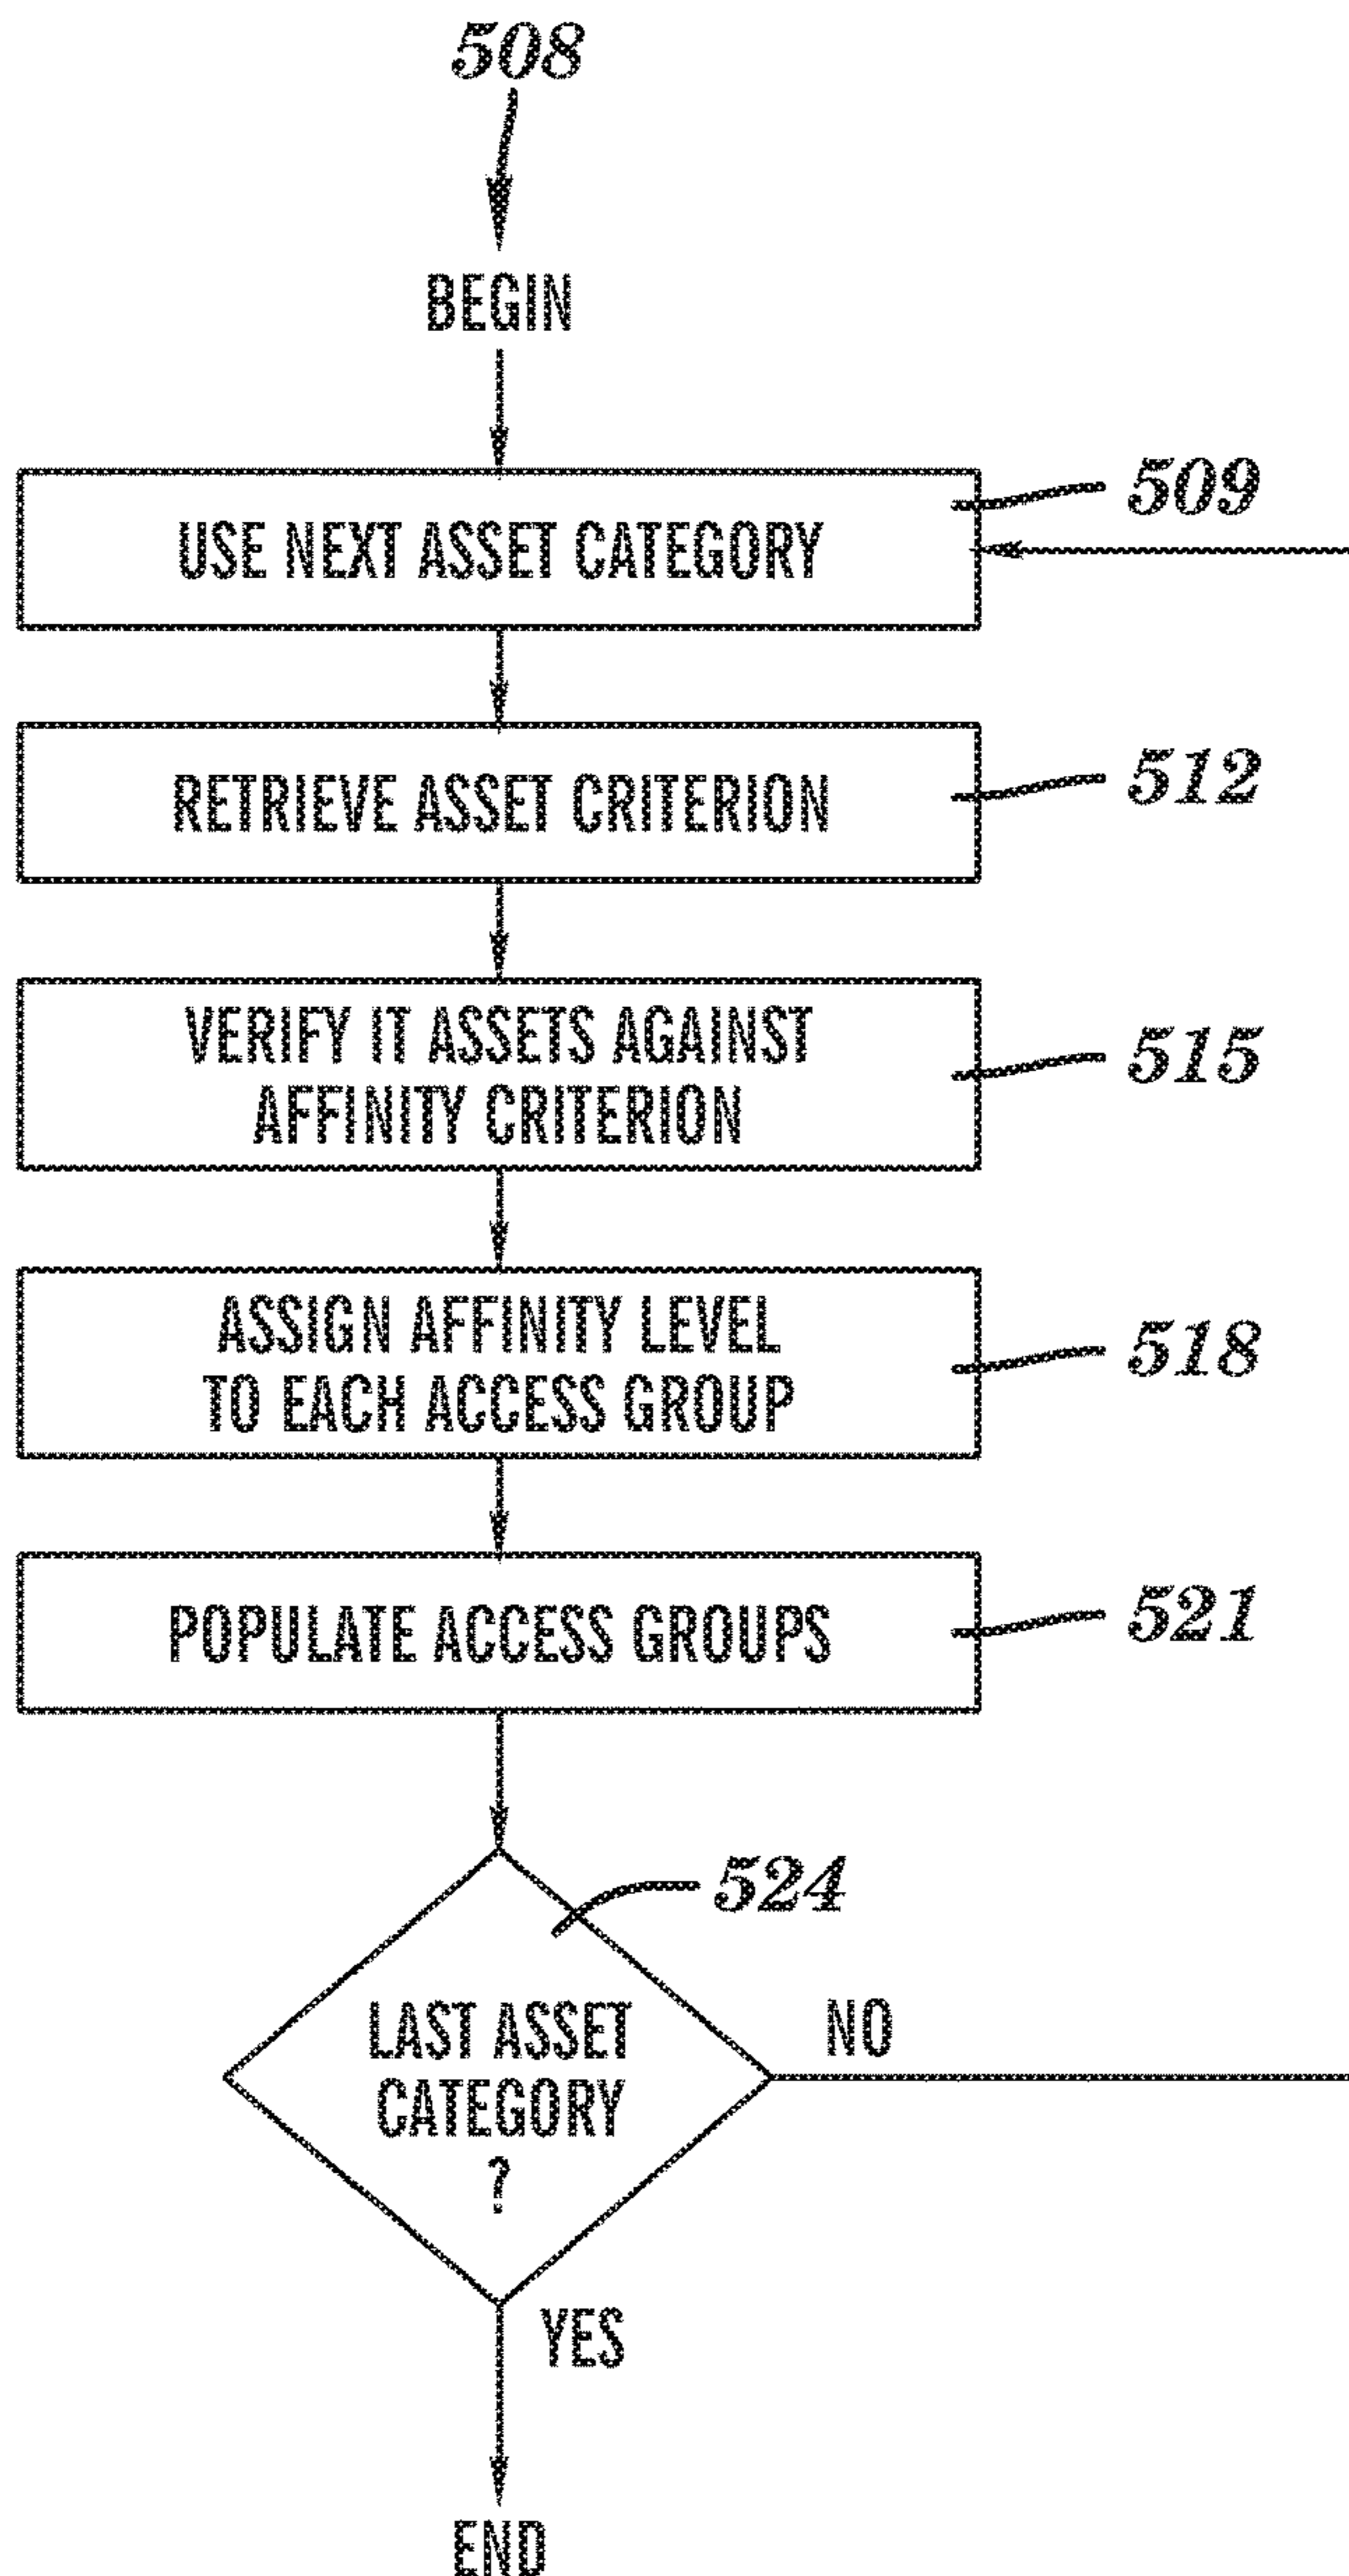 508
BEGIN
USE NEXT ASSET CATEGORY
509
RETRIEVE ASSET CRITERION
512
VERIFY IT ASSETS AGAINST
AFFINITY CRITERION
515
ASSIGN AFFINITY LEVEL
TO EACH ACCESS GROUP
518
POPULATE ACCESS GROUPS
521
524
LAST ASSET
CATEGORY
?
NO
YES
END